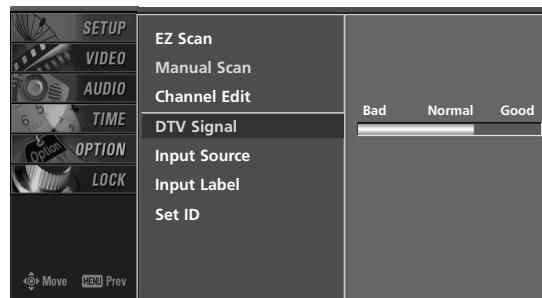 SETUP
VIDEO
AUDIO
TIME
OPTION
LOCK
Move MENU Prev
EZ Scan
Manual Scan
Channel Edit
DTV Signal
Input Source
Input Label
Set ID
Bad Normal Good